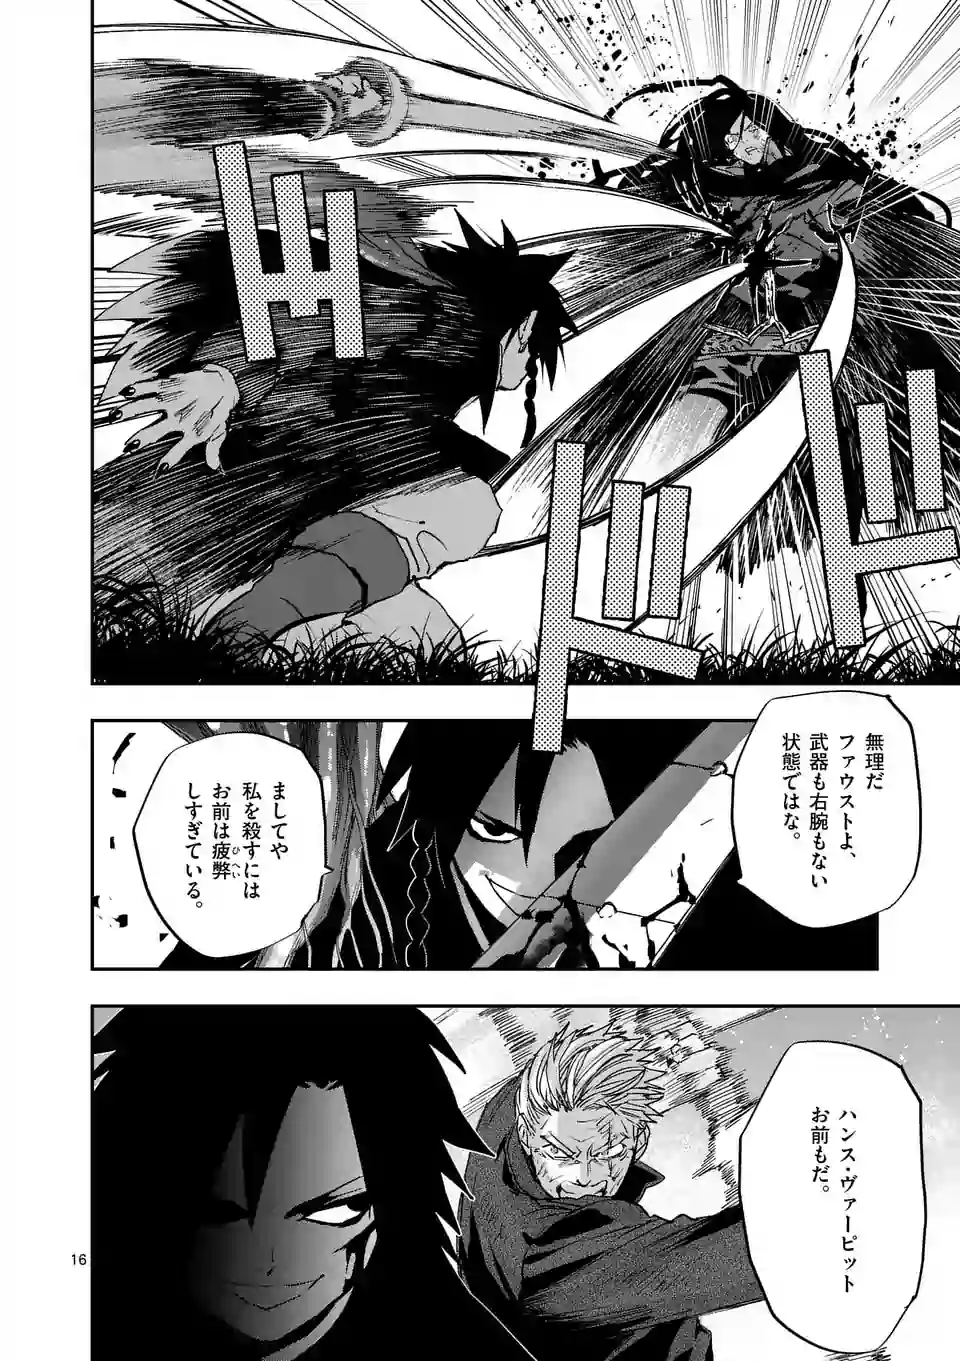 ドドド
無理だ
ファウストよ、
武器も右腕もない
状態ではな。
ましてや
私を殺すには
お前は疲弊
ひへい
しすぎている。
ハンス・ヴァーピット
お前もだ。
16